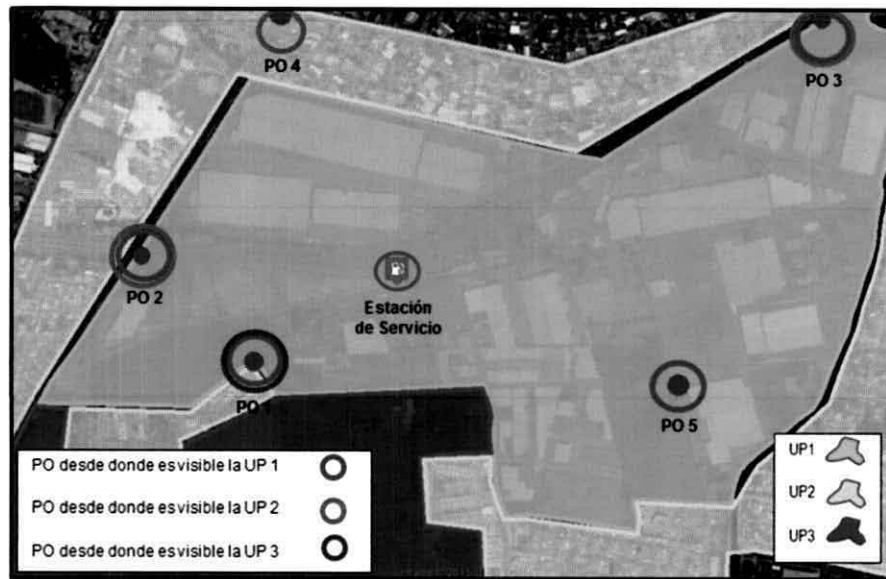 PO 4
PO 3
PO 2
Estación
de Servicio
PO 1
PO 5
PO desde donde es visible la UP 1
PO desde donde es visible la UP 2
PO desde donde es visible la UP 3
UP1
UP2
UP3